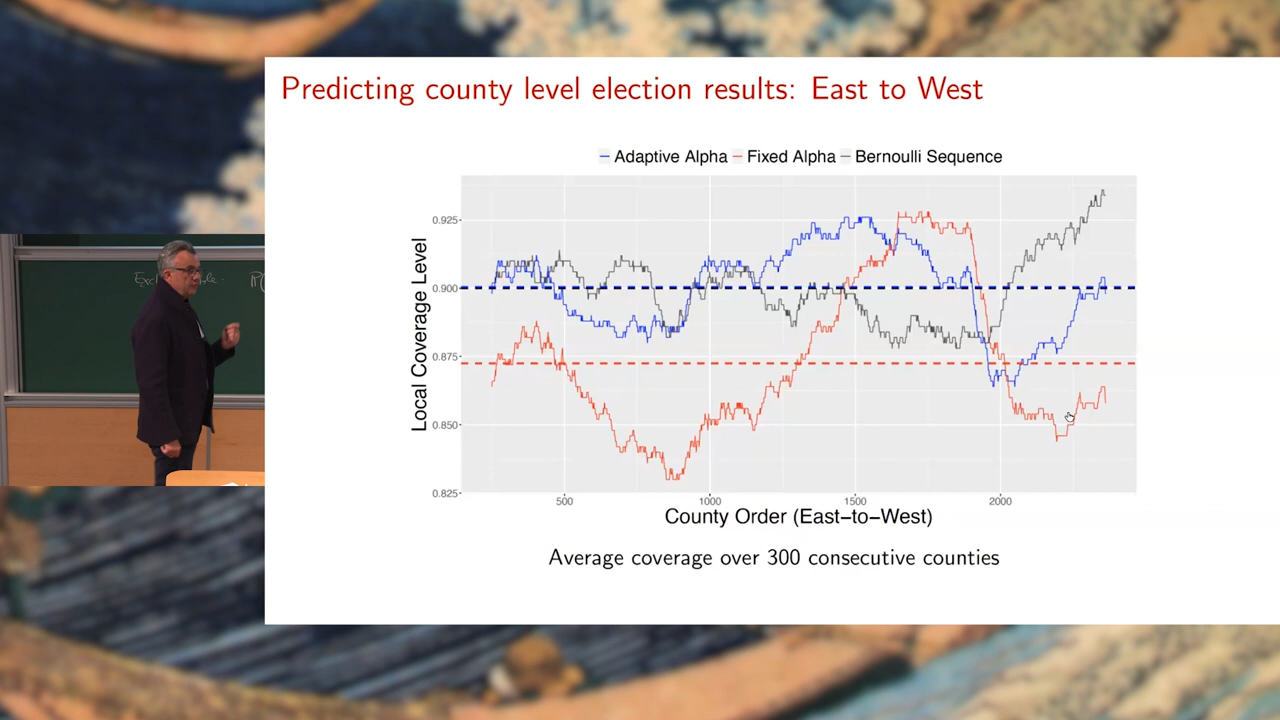 Predicting county level election results: East to West
Adaptive Alpha Fixed Alpha Bernoulli Sequence
Local Coverage Level
0.925
0.900
0.875
0.850
0.825
500 1000 1500 2000
County Order (East–to–West)
Average coverage over 300 consecutive counties